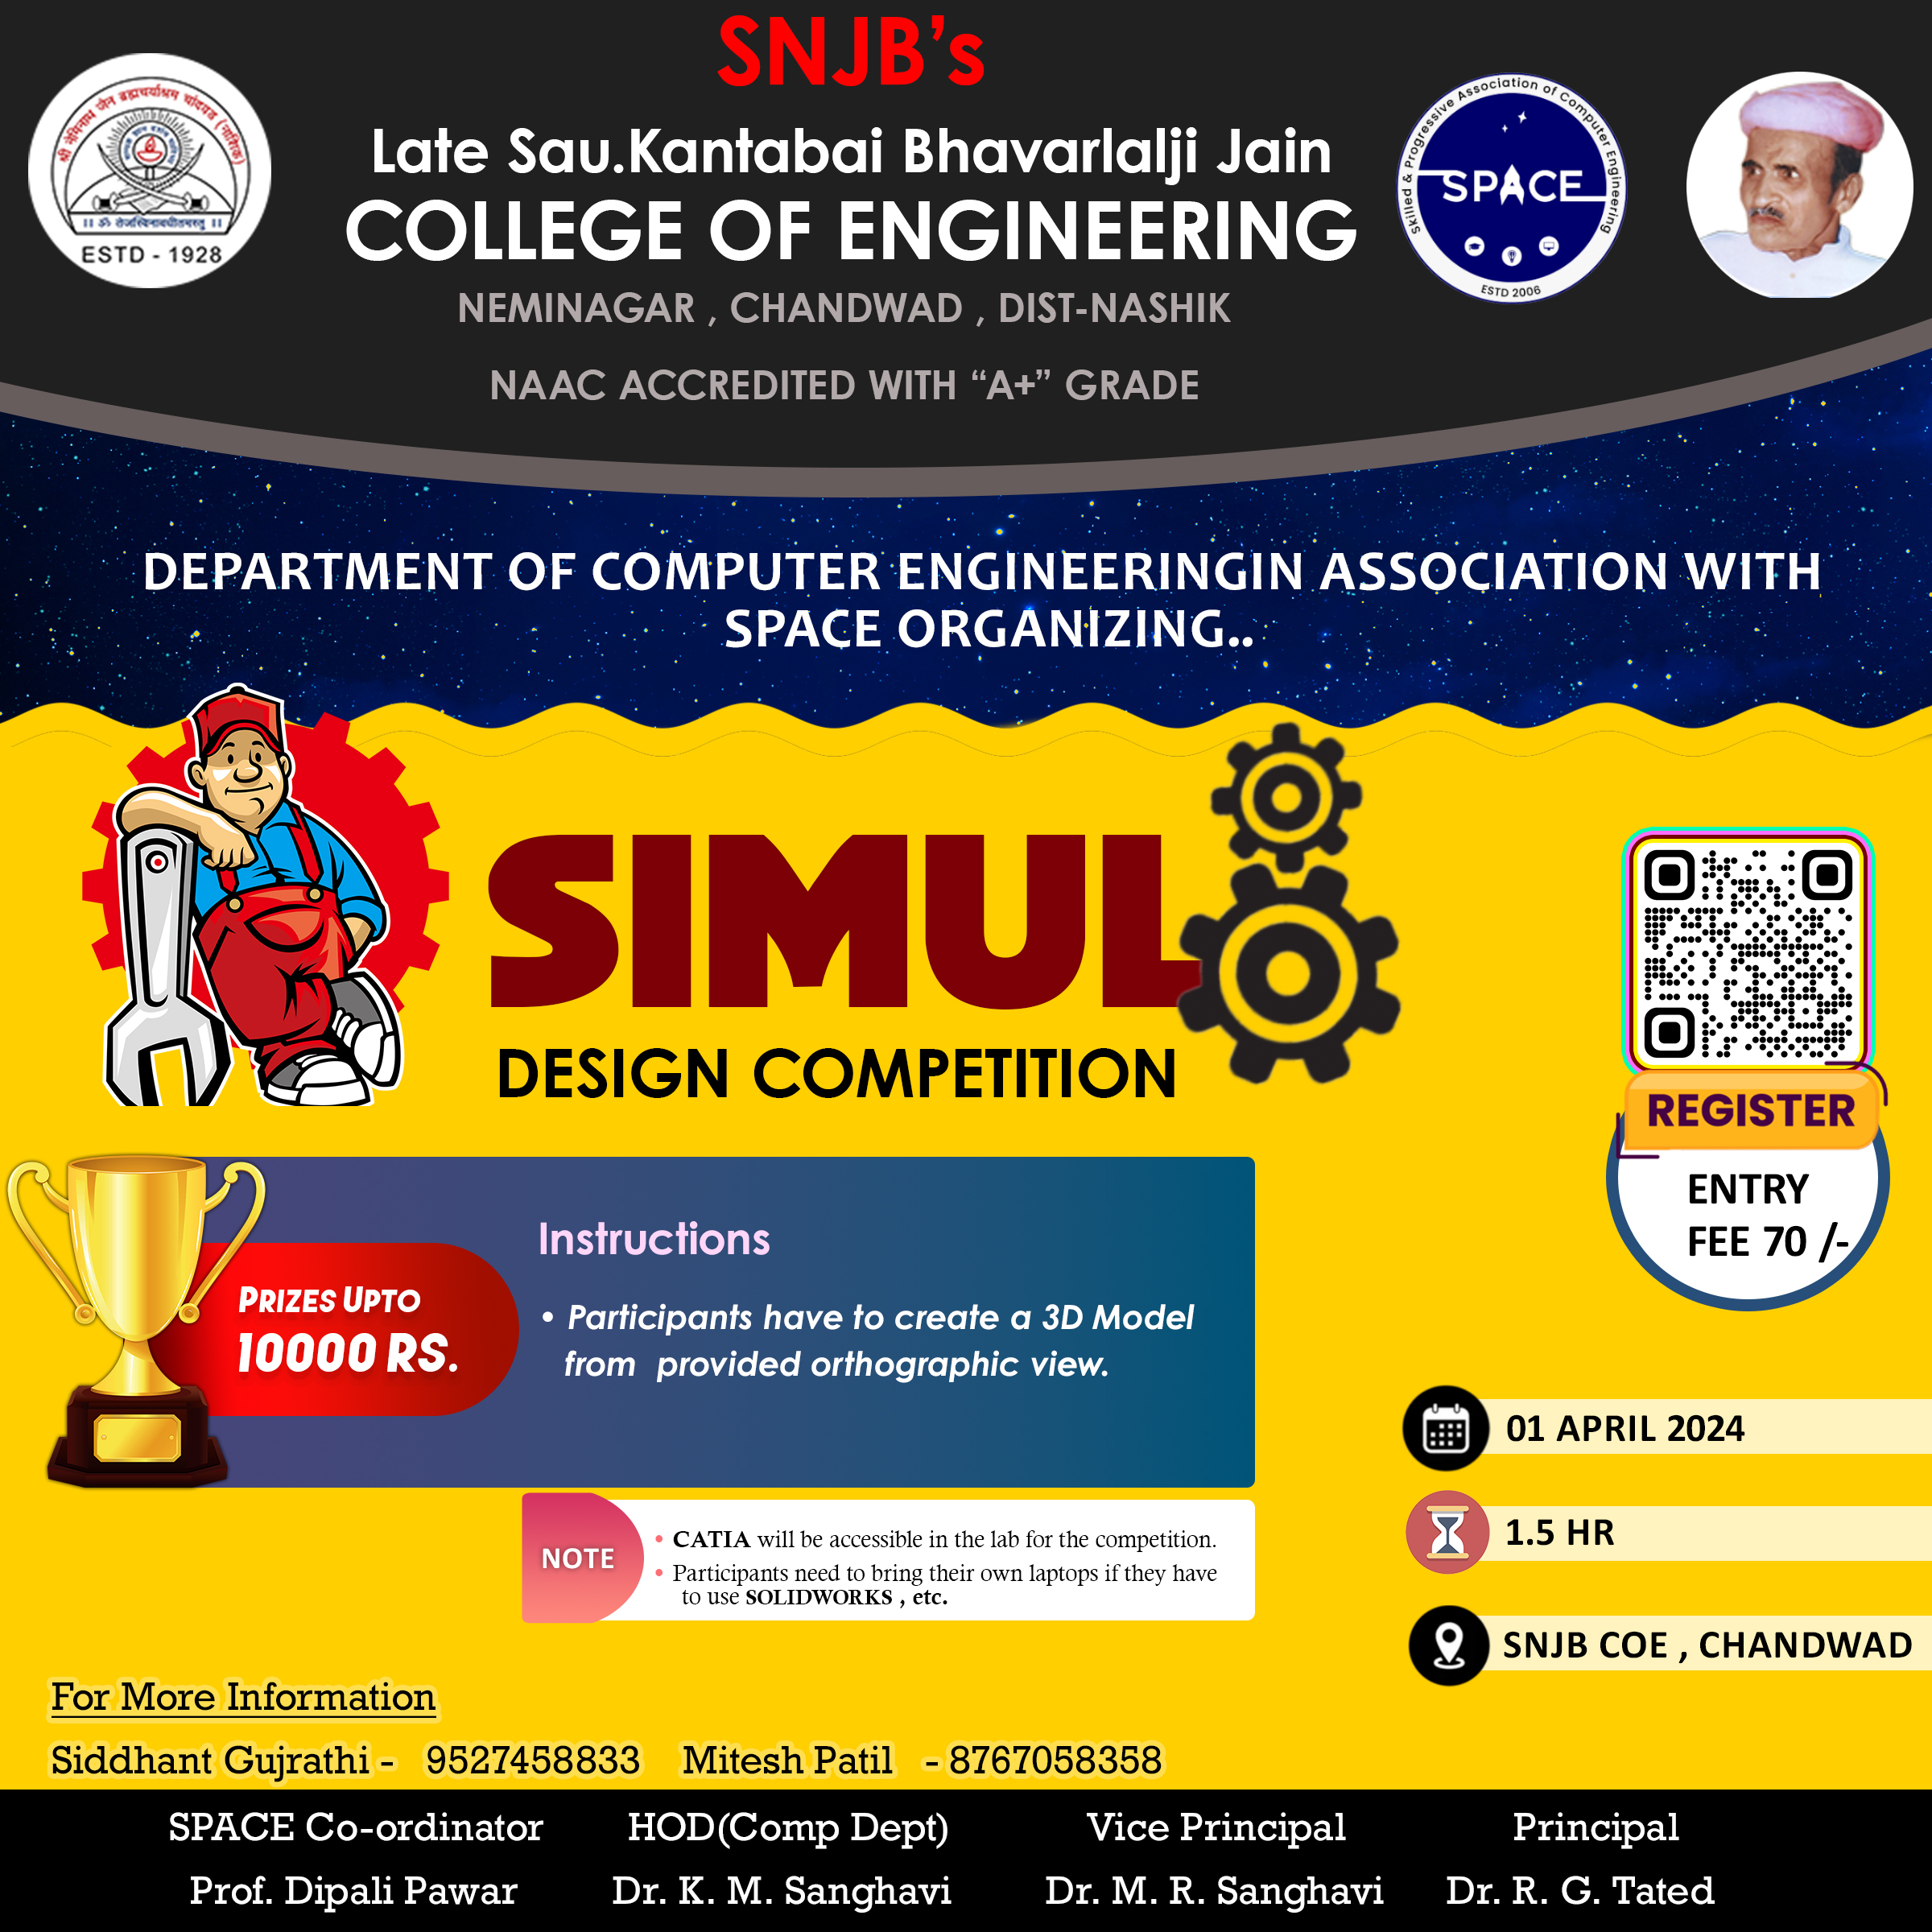 SNJB’s
Late Sau.Kantabai Bhavarlalji Jain
COLLEGE OF ENGINEERING
NEMINAGAR , CHANDWAD , DIST-NASHIK
NAAC ACCREDITED WITH “A+” GRADE
श्री नेमिनाथ जैन ब्रह्मचर्याश्रम चांदवड (नाशिक)
ESTD - 1928
Skilled & Progressive Association of Computer Engineering
SPACE
ESTD 2006
DEPARTMENT OF COMPUTER ENGINEERINGIN ASSOCIATION WITH
SPACE ORGANIZING..
SIMUL
DESIGN COMPETITION
REGISTER
ENTRY
FEE 70 /-
PRIZES UPTO
10000 RS.
Instructions
• Participants have to create a 3D Model
from provided orthographic view.
01 APRIL 2024
1.5 HR
SNJB COE , CHANDWAD
NOTE
• CATIA will be accessible in the lab for the competition.
• Participants need to bring their own laptops if they have
to use SOLIDWORKS , etc.
For More Information
Siddhant Gujrathi - 9527458833 Mitesh Patil - 8767058358
SPACE Co-ordinator HOD(Comp Dept) Vice Principal Principal
Prof. Dipali Pawar Dr. K. M. Sanghavi Dr. M. R. Sanghavi Dr. R. G. Tated